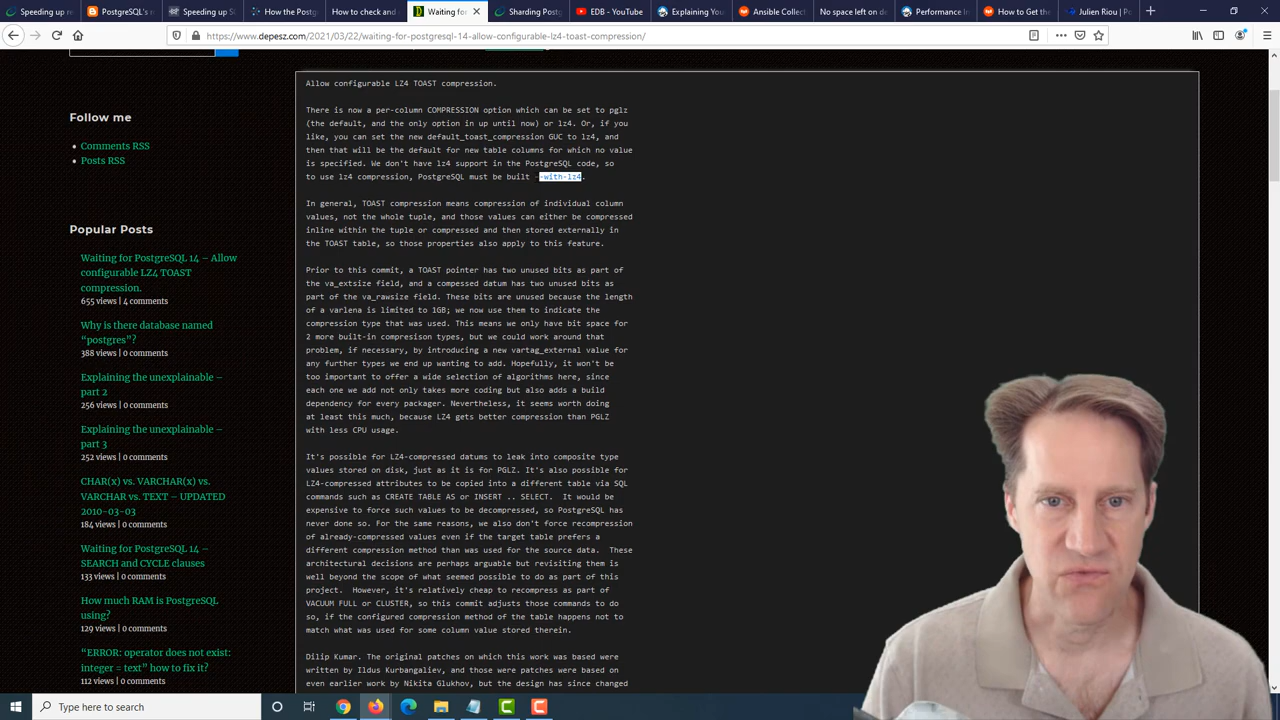 Speeding up re
PostgreSQL's r
Speeding up S
How the Post
How to check and
Waiting fo
Sharding Postg
EDB - YouTube
Explaining You
Ansible Collect
No space left on de
Performance Im
How to Get the
Julien Riou | Po
https://www.depesz.com/2021/03/22/waiting-for-postgresql-14-allow-configurable-lz4-toast-compression/
Follow me
Comments RSS
Posts RSS
Popular Posts
Waiting for PostgreSQL 14 – Allow
configurable LZ4 TOAST
compression.
655 views | 4 comments
Why is there database named
“postgres”?
388 views | 0 comments
Explaining the unexplainable –
part 2
256 views | 0 comments
Explaining the unexplainable –
part 3
252 views | 0 comments
CHAR(x) vs. VARCHAR(x) vs.
VARCHAR vs. TEXT – UPDATED
2010-03-03
184 views | 0 comments
Waiting for PostgreSQL 14 –
SEARCH and CYCLE clauses
133 views | 0 comments
How much RAM is PostgreSQL
using?
129 views | 0 comments
“ERROR: operator does not exist:
integer = text” how to fix it?
112 views | 0 comments
Allow configurable LZ4 TOAST compression.
There is now a per-column COMPRESSION option which can be set to pglz
(the default, and the only option in up until now) or lz4. Or, if you
like, you can set the new default_toast_compression GUC to lz4, and
then that will be the default for new table columns for which no value
is specified. We don't have lz4 support in the PostgreSQL code, so
to use lz4 compression, PostgreSQL must be built --with-lz4.
In general, TOAST compression means compression of individual column
values, not the whole tuple, and those values can either be compressed
inline within the tuple or compressed and then stored externally in
the TOAST table, so those properties also apply to this feature.
Prior to this commit, a TOAST pointer has two unused bits as part of
the va_extsize field, and a compessed datum has two unused bits as
part of the va_rawsize field. These bits are unused because the length
of a varlena is limited to 1GB; we now use them to indicate the
compression type that was used. This means we only have bit space for
2 more built-in compresison types, but we could work around that
problem, if necessary, by introducing a new vartag_external value for
any further types we end up wanting to add. Hopefully, it won't be
too important to offer a wide selection of algorithms here, since
each one we add not only takes more coding but also adds a build
dependency for every packager. Nevertheless, it seems worth doing
at least this much, because LZ4 gets better compression than PGLZ
with less CPU usage.
It's possible for LZ4-compressed datums to leak into composite type
values stored on disk, just as it is for PGLZ. It's also possible for
LZ4-compressed attributes to be copied into a different table via SQL
commands such as CREATE TABLE AS or INSERT .. SELECT.  It would be
expensive to force such values to be decompressed, so PostgreSQL has
never done so. For the same reasons, we also don't force recompression
of already-compressed values even if the target table prefers a
different compression method than was used for the source data.  These
architectural decisions are perhaps arguable but revisiting them is
well beyond the scope of what seemed possible to do as part of this
project.  However, it's relatively cheap to recompress as part of
VACUUM FULL or CLUSTER, so this commit adjusts those commands to do
so, if the configured compression method of the table happens not to
match what was used for some column value stored therein.
Dilip Kumar. The original patches on which this work was based were
written by Ildus Kurbangaliev, and those were patches were based on
even earlier work by Nikita Glukhov, but the design has since changed
Type here to search